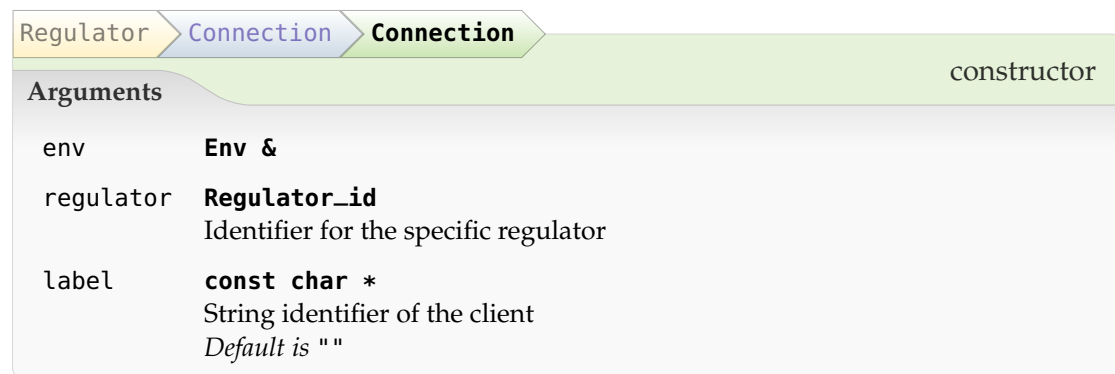 Regulator Connection Connection
constructor
Arguments
env Env &
regulator Regulator_id
Identifier for the specific regulator
label const char *
String identifier of the client
Default is ""